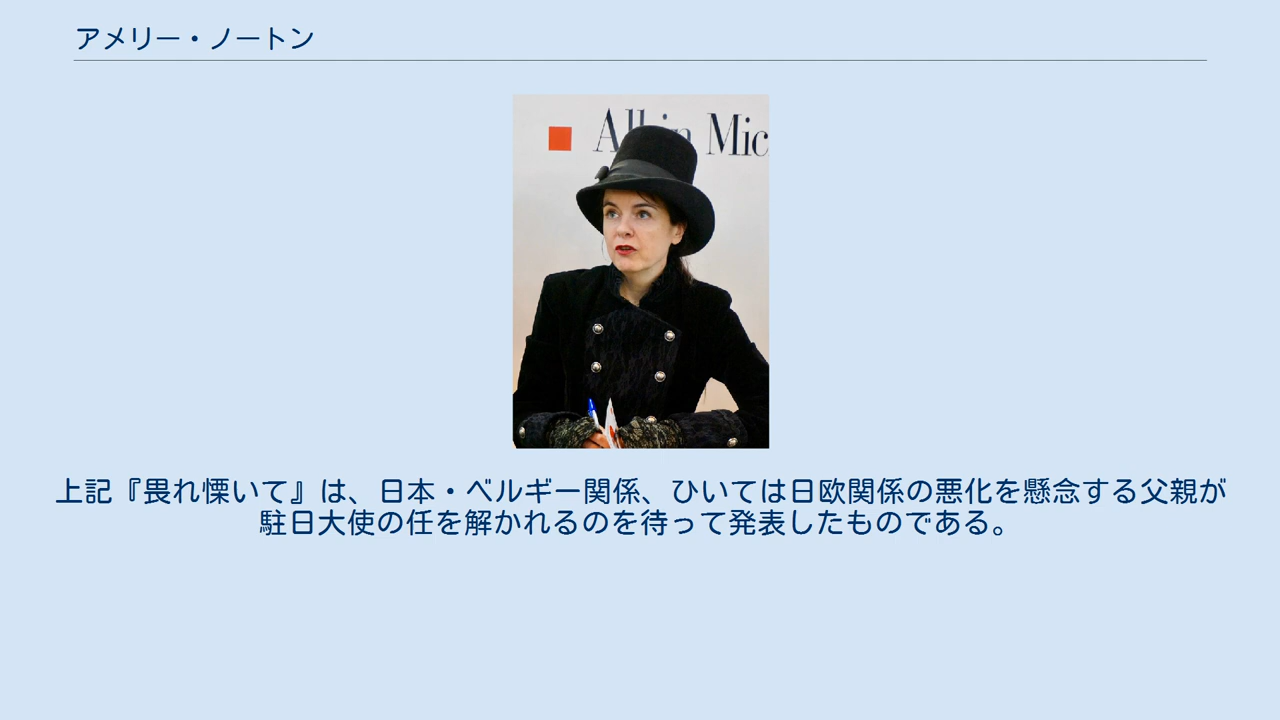 アメリー・ノートン
Albin Mic
上記『畏れ慄いて』は、日本・ベルギー関係、ひいては日欧関係の悪化を懸念する父親が
駐日大使の任を解かれるのを待って発表したものである。